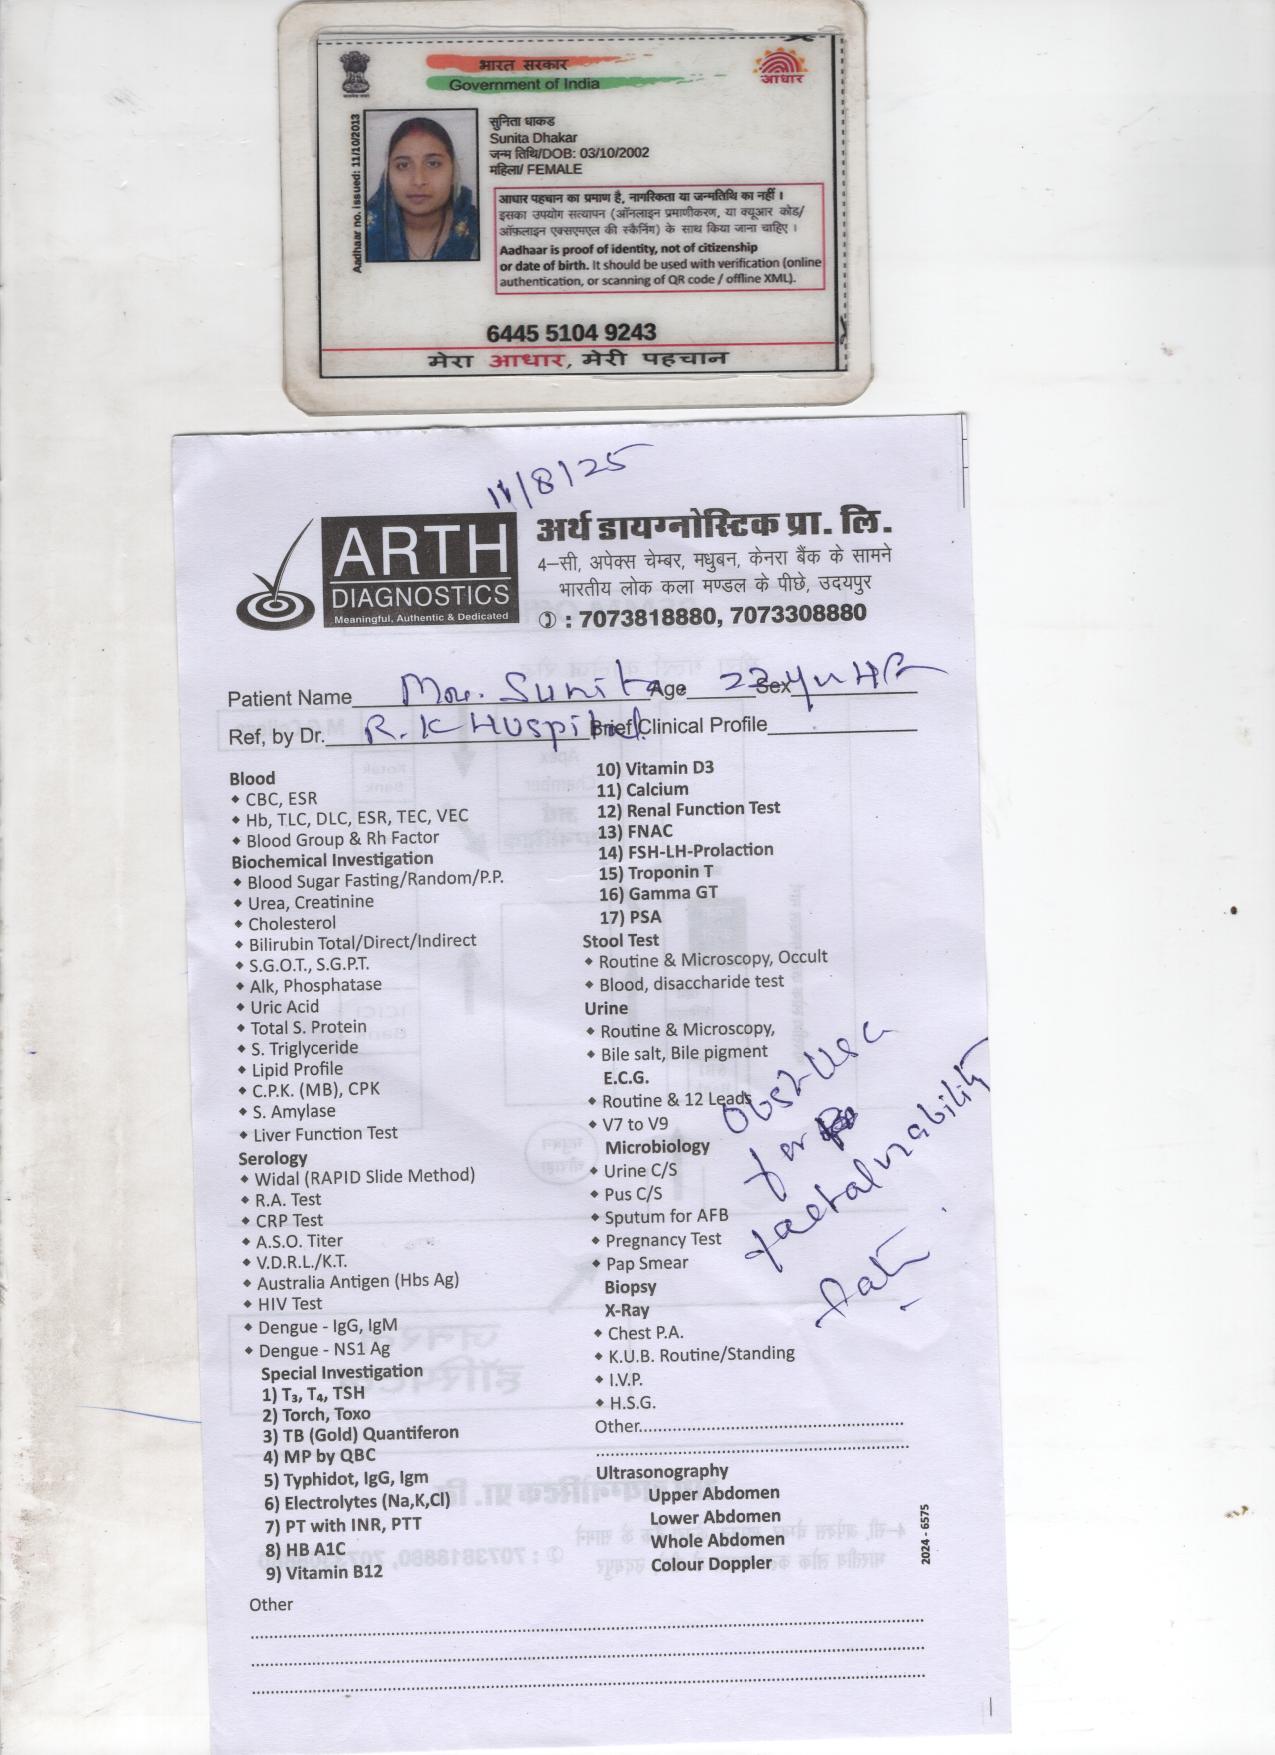 भारत सरकार
Government of India
आधार
Aadhaar no. issued: 11/10/2013
सुनिता धाकड
Sunita Dhakar
जन्म तिथि/DOB: 03/10/2002
महिला/ FEMALE
आधार पहचान का प्रमाण है, नागरिकता या जन्मतिथि का नहीं ।
इसका उपयोग सत्यापन (ऑनलाइन प्रमाणीकरण, या क्यूआर कोड/
ऑफ़लाइन एक्सएमएल की स्कैनिंग) के साथ किया जाना चाहिए ।
Aadhaar is proof of identity, not of citizenship
or date of birth. It should be used with verification (online
authentication, or scanning of QR code / offline XML).
6445 5104 9243
मेरा आधार, मेरी पहचान
11/8/25
ARTH
DIAGNOSTICS
Meaningful, Authentic & Dedicated
अर्थ डायग्नोस्टिक प्रा. लि.
4–सी, अपेक्स चेम्बर, मधुबन, केनरा बैंक के सामने
भारतीय लोक कला मण्डल के पीछे, उदयपुर
: 7073818880, 7073308880
Patient Name Mrs. Sunita Age 22 Sex
Ref, by Dr. R.K Hospital Brief Clinical Profile
Blood
CBC, ESR
Hb, TLC, DLC, ESR, TEC, VEC
Blood Group & Rh Factor
Biochemical Investigation
Blood Sugar Fasting/Random/P.P.
Urea, Creatinine
Cholesterol
Bilirubin Total/Direct/Indirect
S.G.O.T., S.G.P.T.
Alk, Phosphatase
Uric Acid
Total S. Protein
S. Triglyceride
Lipid Profile
C.P.K. (MB), CPK
S. Amylase
Liver Function Test
Serology
Widal (RAPID Slide Method)
R.A. Test
CRP Test
A.S.O. Titer
V.D.R.L./K.T.
Australia Antigen (Hbs Ag)
HIV Test
Dengue - IgG, IgM
Dengue - NS1 Ag
Special Investigation
1) T₃, T₄, TSH
2) Torch, Toxo
3) TB (Gold) Quantiferon
4) MP by QBC
5) Typhidot, IgG, Igm
6) Electrolytes (Na,K,Cl)
7) PT with INR, PTT
8) HB A1C
9) Vitamin B12
10) Vitamin D3
11) Calcium
12) Renal Function Test
13) FNAC
14) FSH-LH-Prolaction
15) Troponin T
16) Gamma GT
17) PSA
Stool Test
Routine & Microscopy, Occult
Blood, disaccharide test
Urine
Routine & Microscopy,
Bile salt, Bile pigment
E.C.G.
Routine & 12 Leads
V7 to V9
Microbiology
Urine C/S
Pus C/S
Sputum for AFB
Pregnancy Test
Pap Smear
Biopsy
X-Ray
Chest P.A.
K.U.B. Routine/Standing
I.V.P.
H.S.G.
Other
Ultrasonography
Upper Abdomen
Lower Abdomen
Whole Abdomen
Colour Doppler
for
faetal viability
2024 - 6575
Other